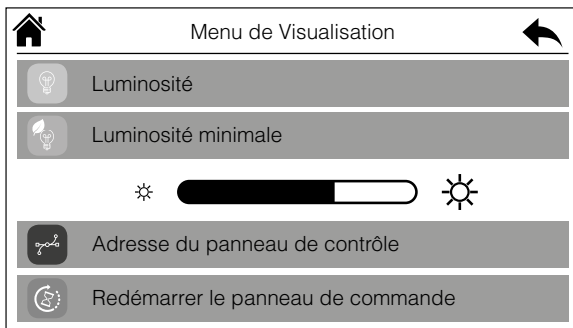 Menu de Visualisation
Luminosité
Luminosité minimale
Adresse du panneau de contrôle
Redémarrer le panneau de commande